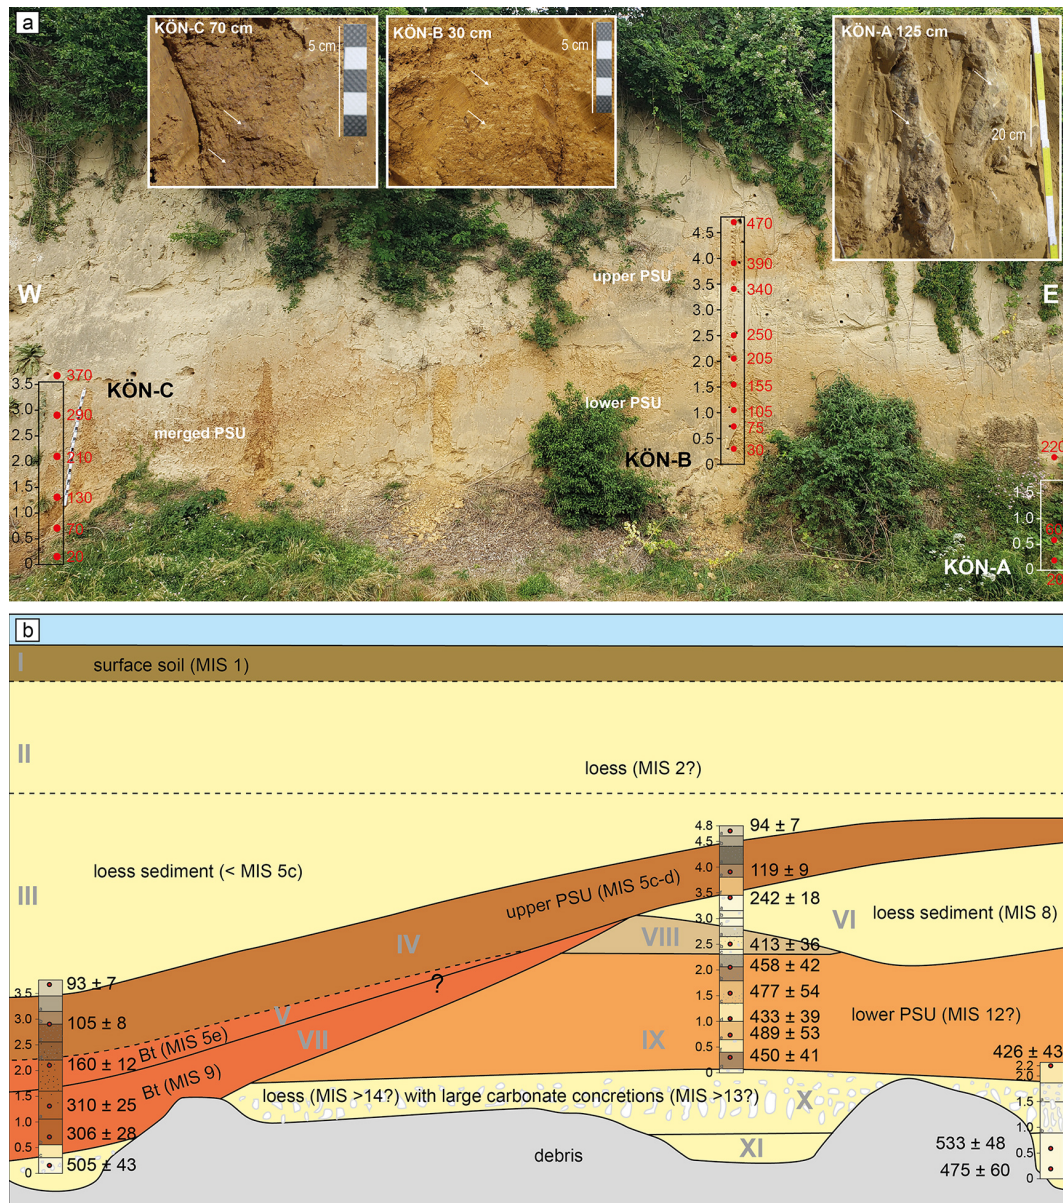 a
KÖN-C 70 cm
5 cm
KÖN-B 30 cm
5 cm
KÖN-A 125 cm
20 cm
W
E
upper PSU
lower PSU
merged PSU
KÖN-C
3.5
3.0
2.5
2.0
1.5
1.0
0.5
0
370
290
210
130
70
20
KÖN-B
4.5
4.0
3.5
3.0
2.5
2.0
1.5
1.0
0.5
0
470
390
340
250
205
155
105
75
30
KÖN-A
1.5
1.0
0.5
0
220
b
I
surface soil (MIS 1)
II
loess (MIS 2?)
III
loess sediment (< MIS 5c)
upper PSU (MIS 5c-d)
IV
V
Bt (MIS 5e)
?
VII
Bt (MIS 9)
VI
loess sediment (MIS 8)
VIII
IX
lower PSU (MIS 12?)
loess (MIS >14?) with large carbonate concretions (MIS >13?)
X
XI
debris
3.5
3.0
2.5
2.0
1.5
1.0
0.5
0
93 ± 7
105 ± 8
160 ± 12
310 ± 25
306 ± 28
505 ± 43
4.8
4.5
4.0
3.5
3.0
2.5
2.0
1.5
1.0
0.5
0
94 ± 7
119 ± 9
242 ± 18
413 ± 36
458 ± 42
477 ± 54
433 ± 39
489 ± 53
450 ± 41
2.2
2.0
1.5
1.0
0.5
0
426 ± 43
533 ± 48
475 ± 60